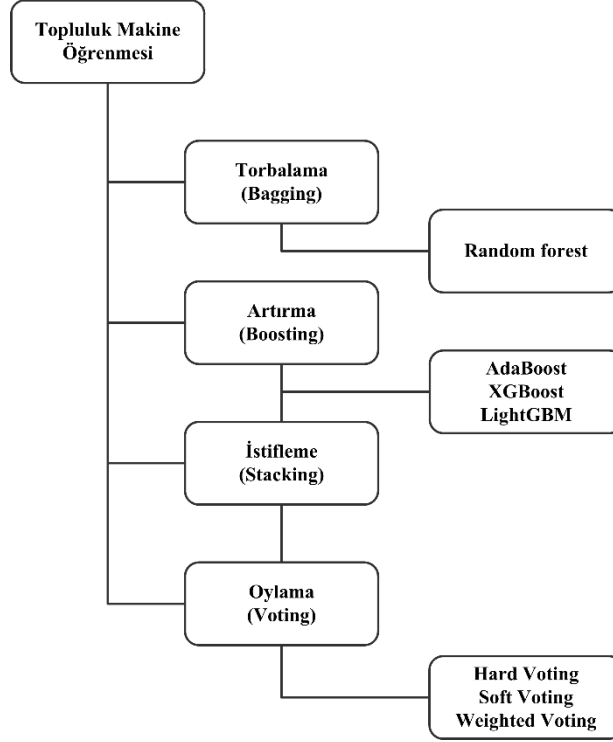 Topluluk Makine
Öğrenmesi
Torbalama
(Bagging)
Random forest
Artırma
(Boosting)
AdaBoost
XGBoost
LightGBM
İstifleme
(Stacking)
Oylama
(Voting)
Hard Voting
Soft Voting
Weighted Voting